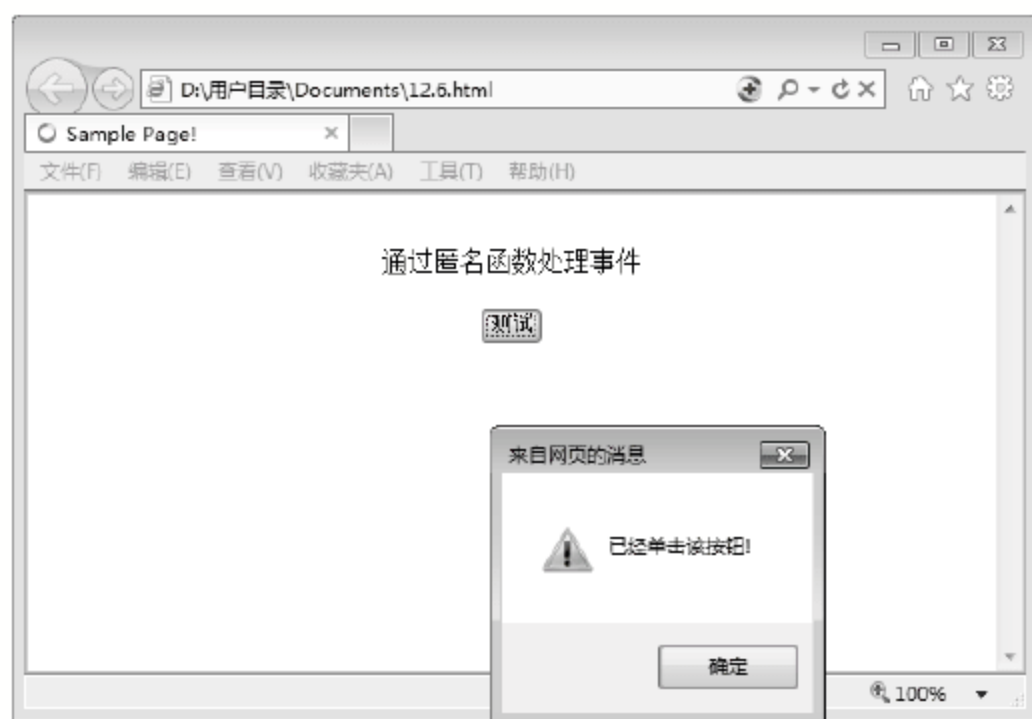 D:\用户目录\Documents\12.6.html
Sample Page!
文件(F) 编辑(E) 查看(V) 收藏夹(A) 工具(T) 帮助(H)
通过匿名函数处理事件
测试
来自网页的消息
已经单击该按钮!
确定
100%